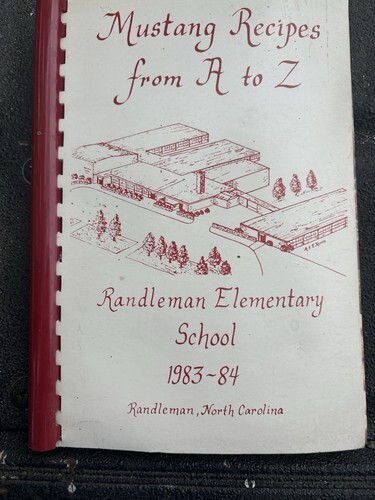 Mustang Recipes
from A to Z
Randleman Elementary
School
1983~84
Randleman, North Carolina